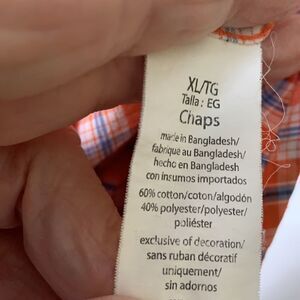 XL/TG
Talla : EG
Chaps
made in Bangladesh/
fabrique au Bangladesh/
hecho en Bangladesh
con insumos importados
60% cotton/coton/algodón
40% polyester/polyester/
poliéster
exclusive of decoration/
sans ruban décoratif
uniquement/
sin adornos